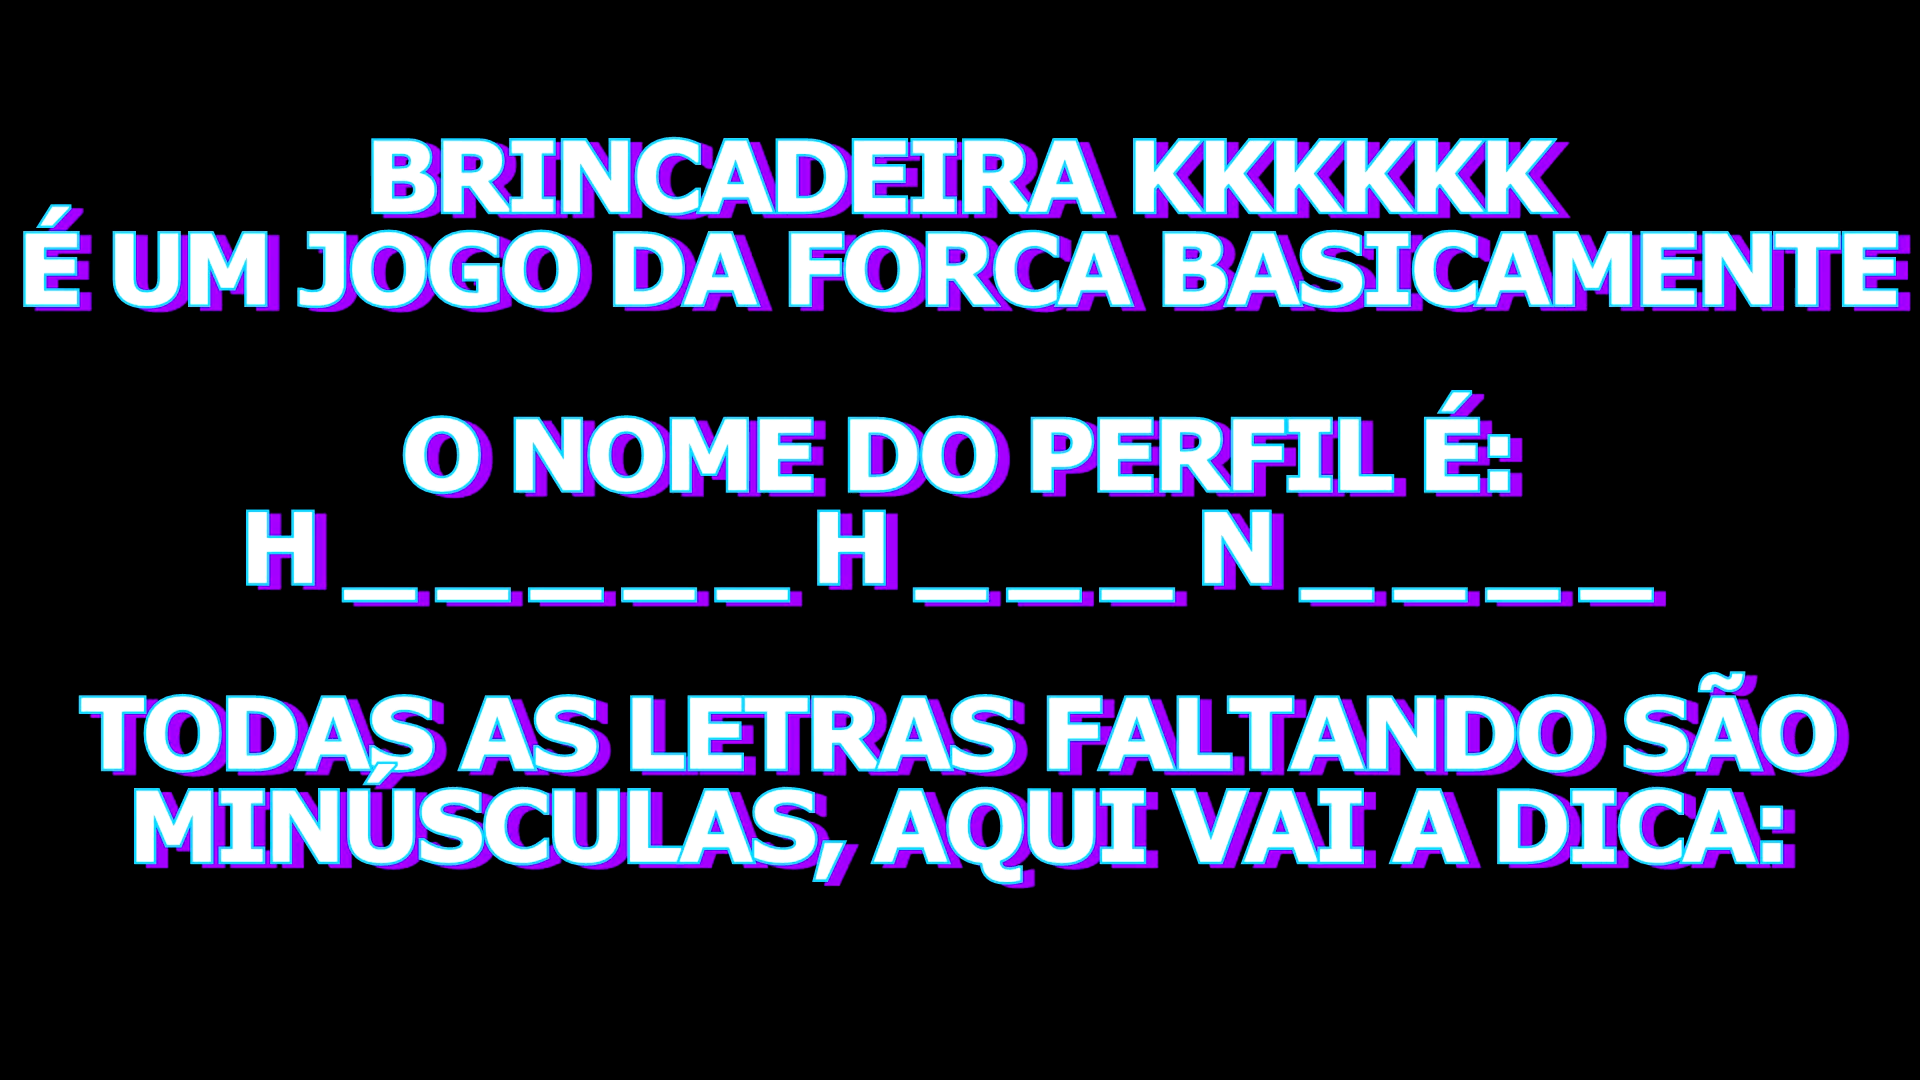 BRINCADEIRA KKKKKK
É UM JOGO DA FORCA BASICAMENTE
O NOME DO PERFIL É:
H _ _ _ _ _ H _ _ _ N _ _ _ _
TODAS AS LETRAS FALTANDO SÃO
MINÚSCULAS, AQUI VAI A DICA: